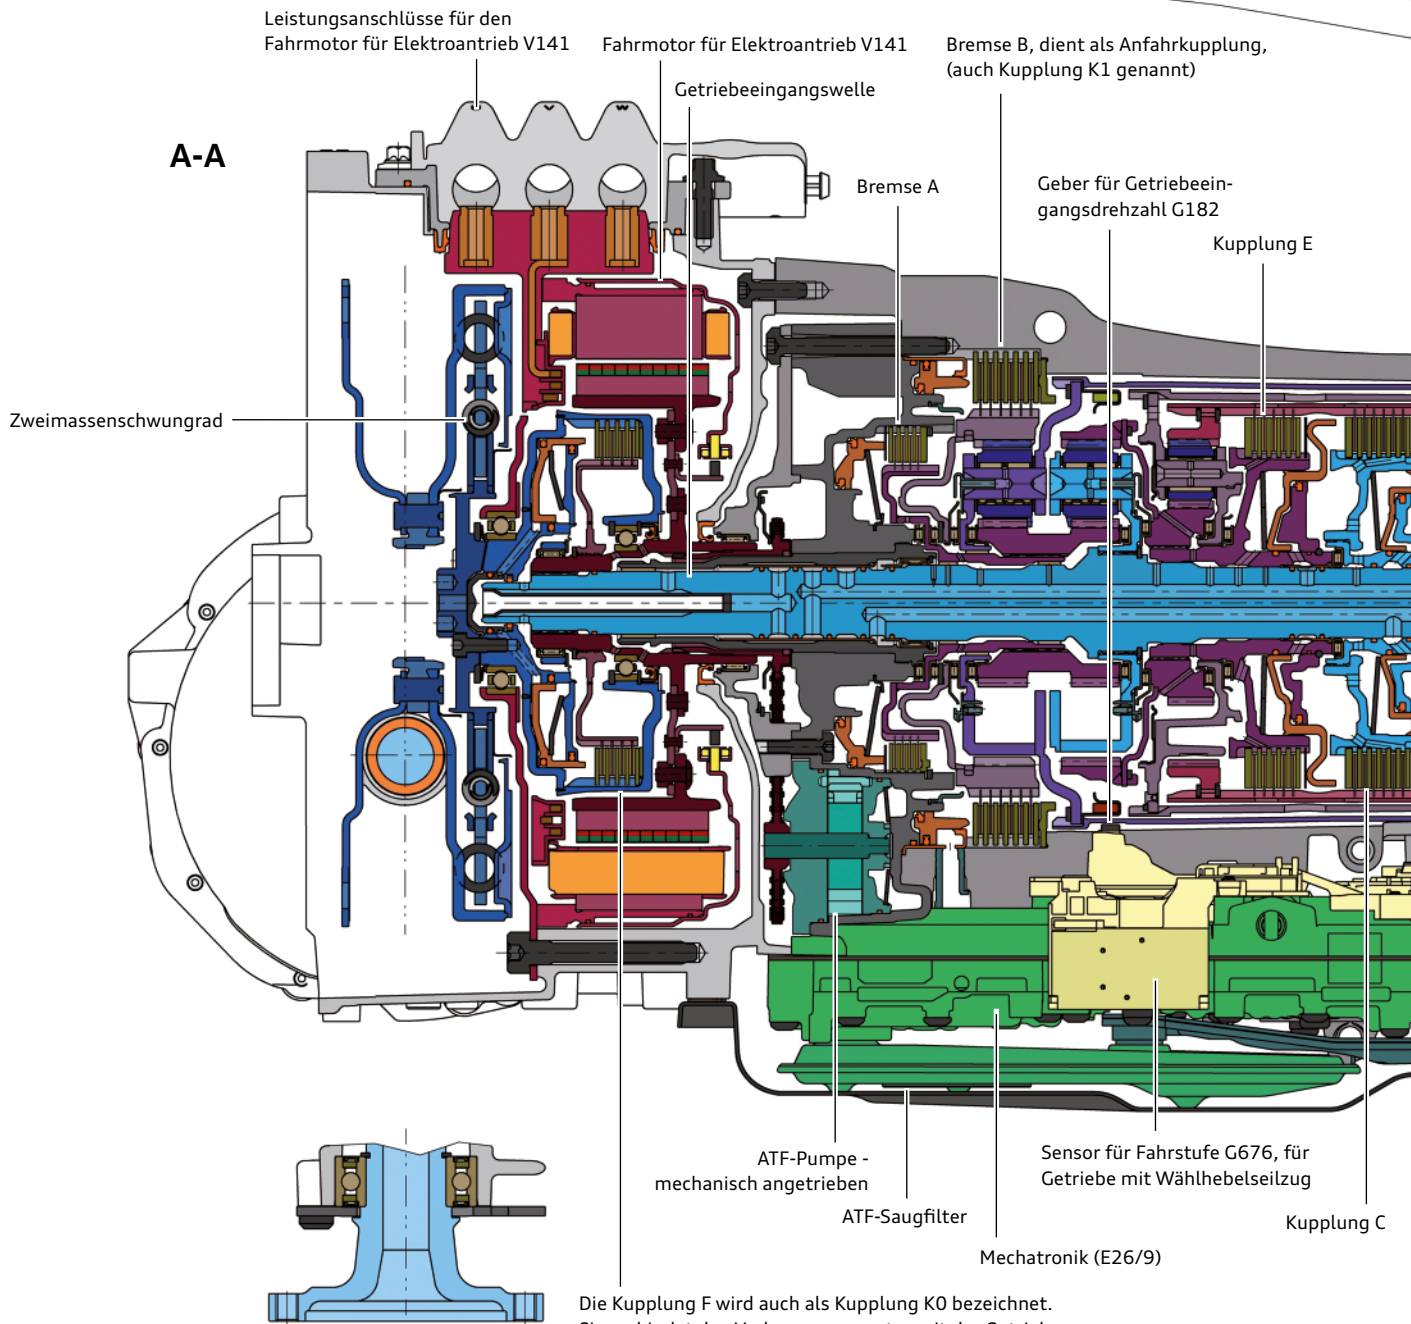 Leistungsanschlüsse für den
Fahrmotor für Elektroantrieb V141
Fahrmotor für Elektroantrieb V141
Bremse B, dient als Anfahrkupplung,
(auch Kupplung K1 genannt)
Getriebeeingangswelle
A-A
Bremse A
Geber für Getriebeein-
gangsdrehzahl G182
Kupplung E
Zweimassenschwungrad
ATF-Pumpe -
mechanisch angetrieben
Sensor für Fahrstufe G676, für
Getriebe mit Wählhebelseilzug
ATF-Saugfilter
Kupplung C
Mechatronik (E26/9)
Die Kupplung F wird auch als Kupplung K0 bezeichnet.